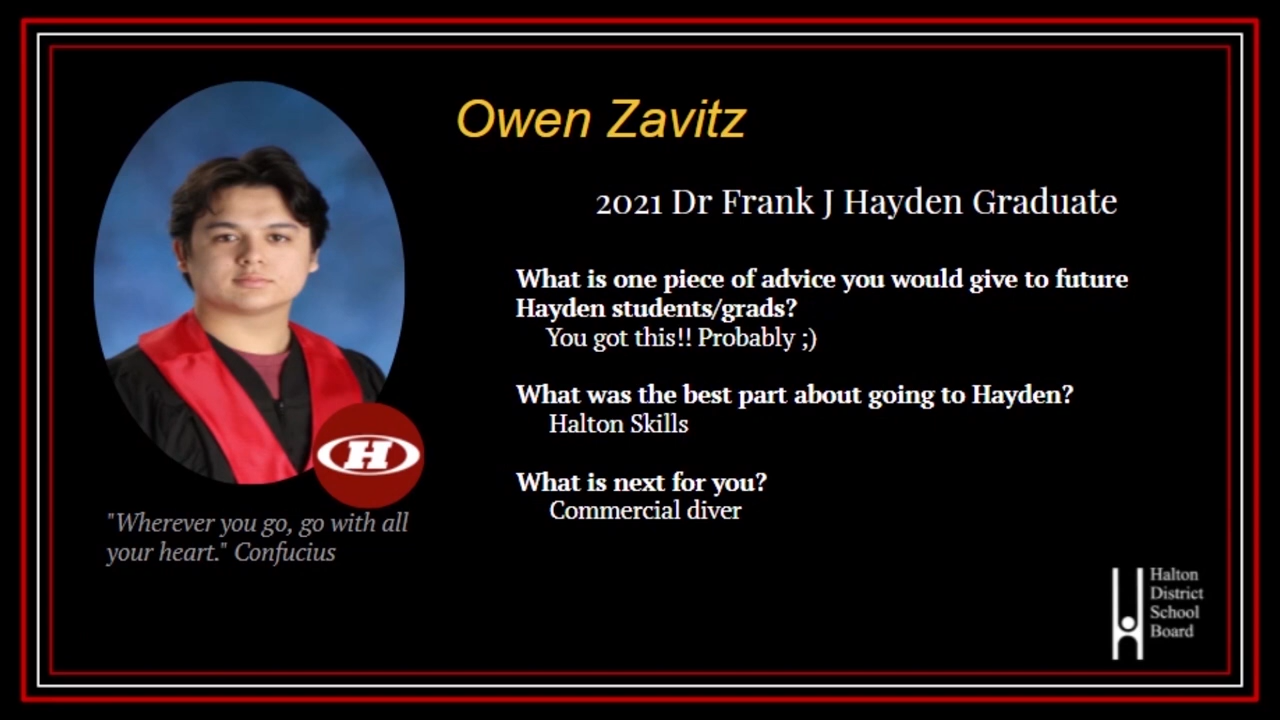 Owen Zavitz
2021 Dr Frank J Hayden Graduate
What is one piece of advice you would give to future
Hayden students/grads?
You got this!! Probably ;)
What was the best part about going to Hayden?
Halton Skills
What is next for you?
Commercial diver
H
"Wherever you go, go with all
your heart." Confucius
Halton
District
School
Board